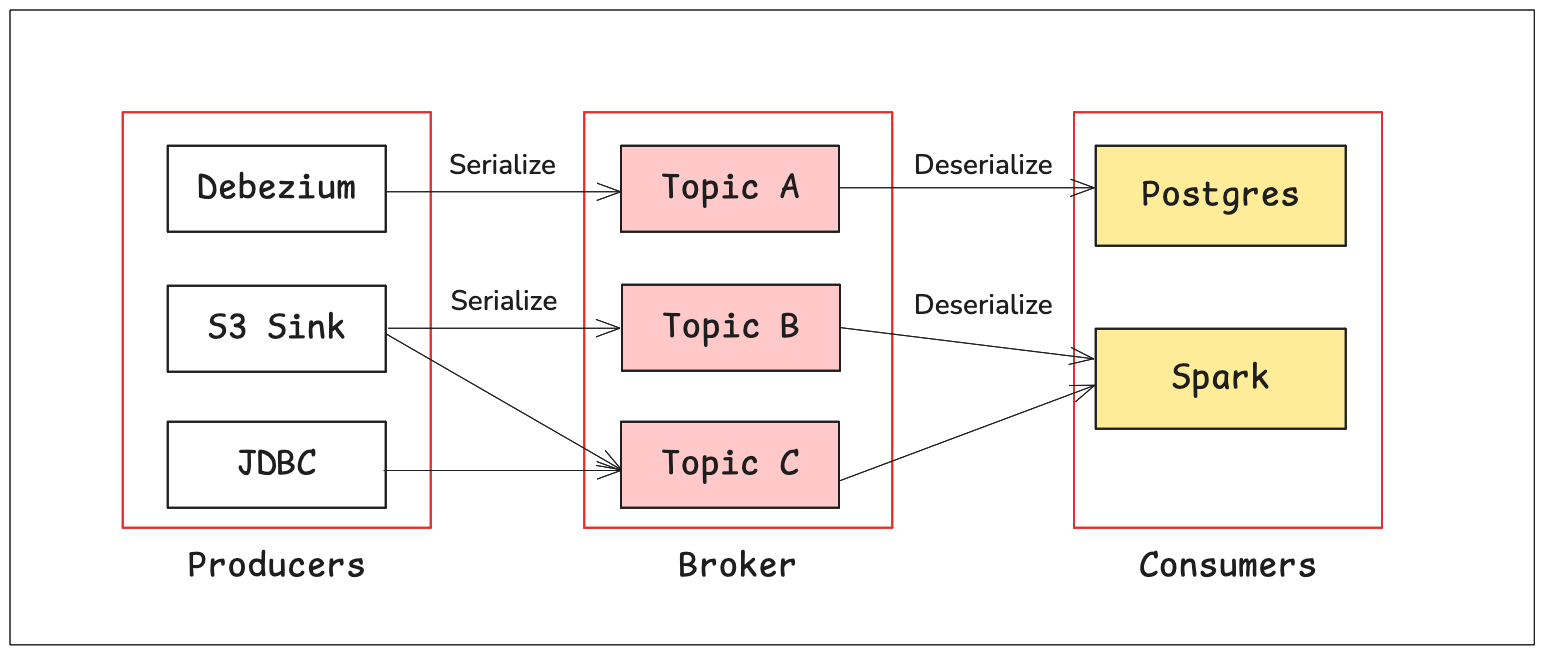 Serialize
Deserialize
Debezium
Topic A
Postgres
Serialize
Deserialize
S3 Sink
Topic B
Spark
JDBC
Topic C
Producers
Broker
Consumers